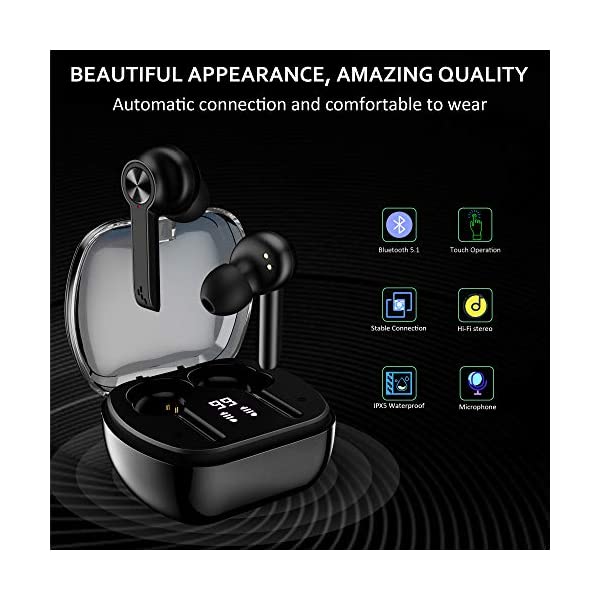 BEAUTIFUL APPEARANCE, AMAZING QUALITY
Automatic connection and comfortable to wear
Bluetooth 5.1
Touch Operation
Stable Connection
Hi-Fi stereo
IPX5 Waterproof
Microphone